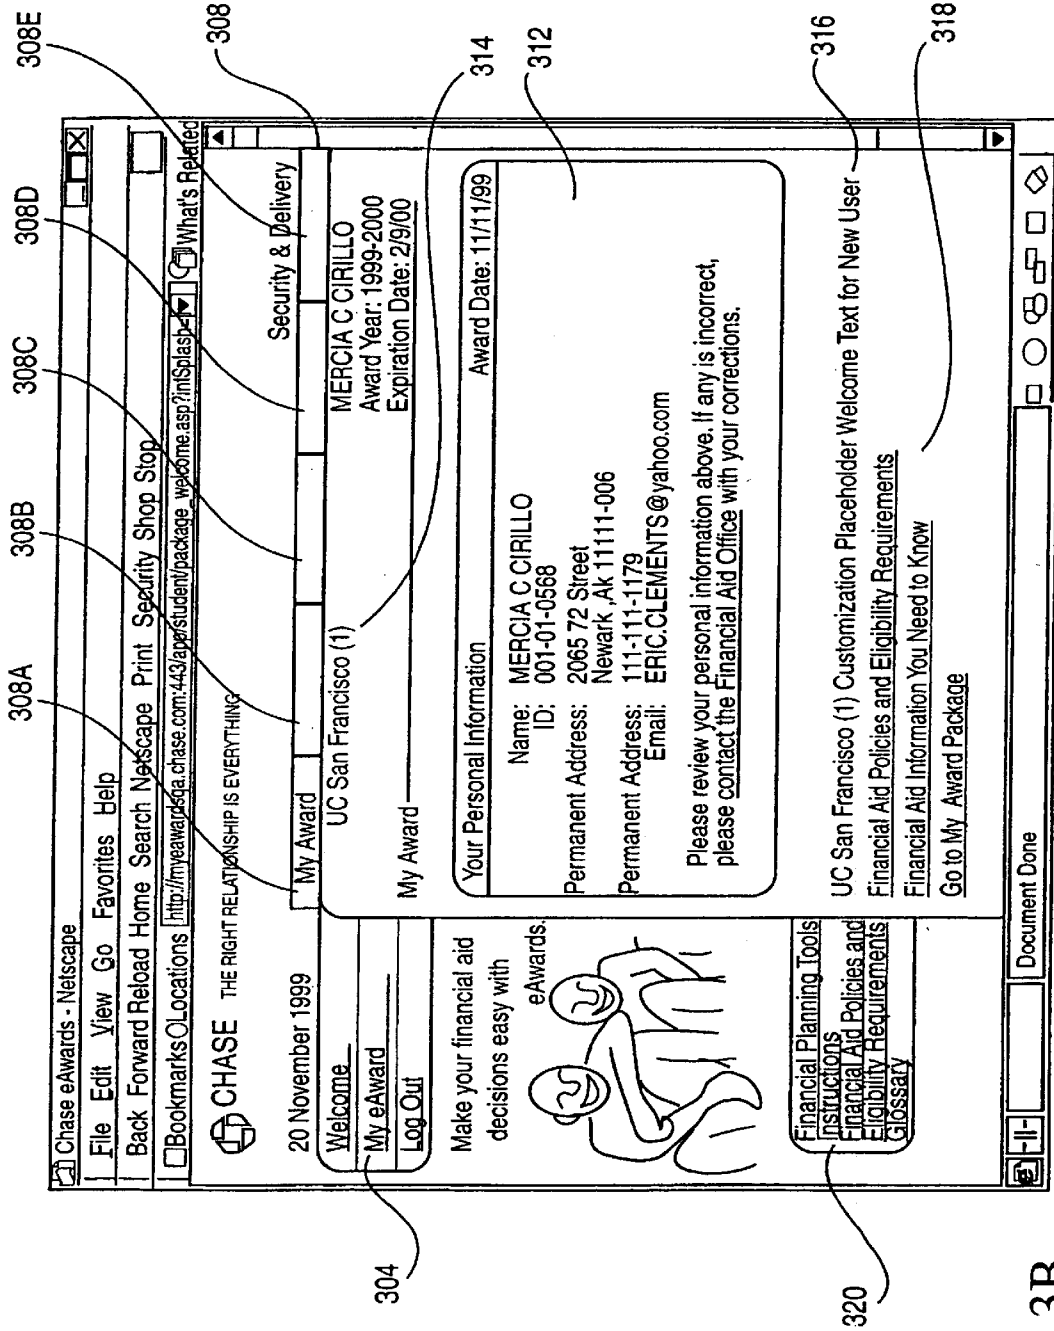 308A
308B
308C
308D
308E
Chase eAwards - Netscape
File Edit View Go Favorites Help
Back Forward Reload Home Search Netscape Print Security Shop Stop
BookmarksOLocations http://myeawardsqa.chase.com:443/app/student/package_welcome.asp?intSplash=
What's Related
CHASE THE RIGHT RELATIONSHIP IS EVERYTHING
20 November 1999
Security & Delivery
308
Welcome
My eAward
Log Out
304
My Award
UC San Francisco (1)
MERCIA C CIRILLO
Award Year: 1999-2000
Expiration Date: 2/9/00
My Award
314
Make your financial aid
decisions easy with
eAwards.
Your Personal Information Award Date: 11/11/99
312
Name: MERCIA C CIRILLO
ID: 001-01-0568
Permanent Address: 2065 72 Street
Newark ,Ak 11111-006
Permanent Address: 111-111-1179
Email: ERIC.CLEMENTS@yahoo.com
Please review your personal information above. If any is incorrect,
please contact the Financial Aid Office with your corrections.
Financial Planning Tools
Instructions
Financial Aid Policies and
Eligibility Requirements
Glossary
320
UC San Francisco (1) Customization Placeholder Welcome Text for New User
316
Financial Aid Policies and Eligibility Requirements
Financial Aid Information You Need to Know
318
Go to My Award Package
Document Done
3B